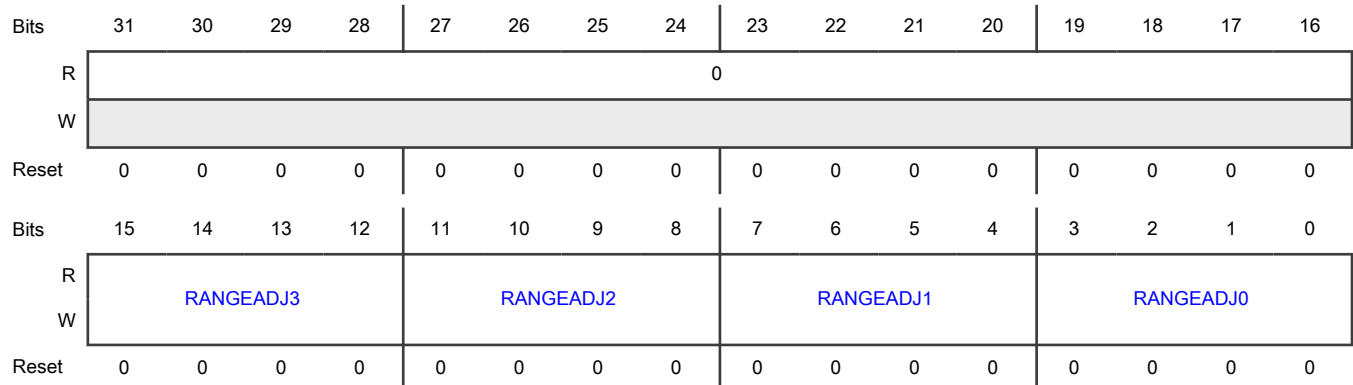 Bits 31 30 29 28 27 26 25 24 23 22 21 20 19 18 17 16
R 0
W
Reset 0 0 0 0 0 0 0 0 0 0 0 0 0 0 0 0
Bits 15 14 13 12 11 10 9 8 7 6 5 4 3 2 1 0
R
RANGEADJ3 RANGEADJ2 RANGEADJ1 RANGEADJ0
W
Reset 0 0 0 0 0 0 0 0 0 0 0 0 0 0 0 0